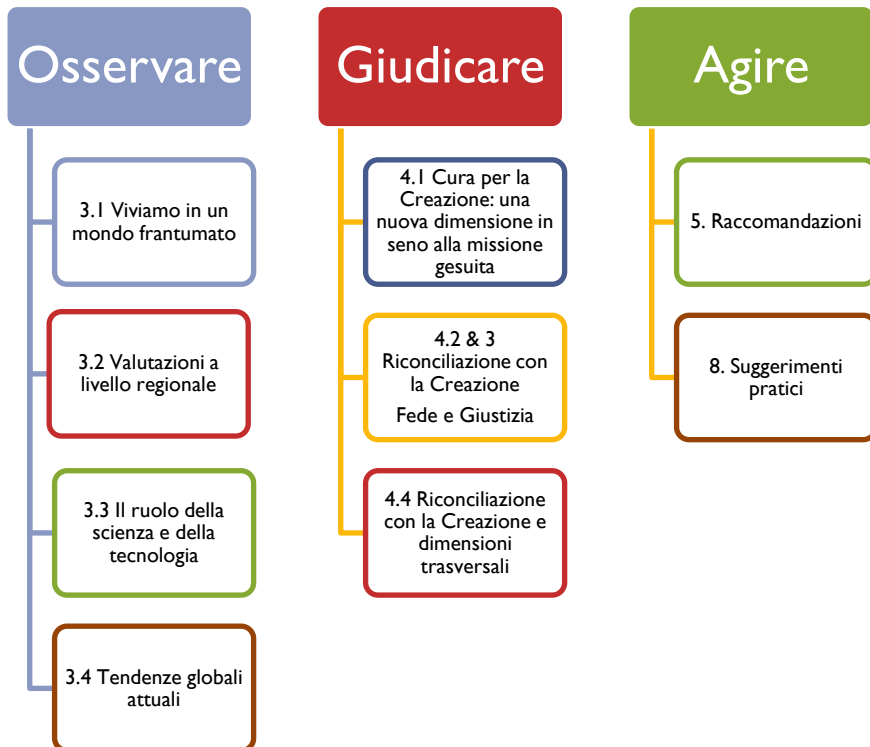 Osservare
3.1 Viviamo in un
mondo frantumato
3.2 Valutazioni a
livello regionale
3.3 Il ruolo della
scienza e della
tecnologia
3.4 Tendenze globali
attuali
Giudicare
4.1 Cura per la
Creazione: una
nuova dimensione in
seno alla missione
gesuita
4.2 & 3
Riconciliazione con
la Creazione
Fede e Giustizia
4.4 Riconciliazione
con la Creazione e
dimensioni
trasversali
Agire
5. Raccomandazioni
8. Suggerimenti
pratici